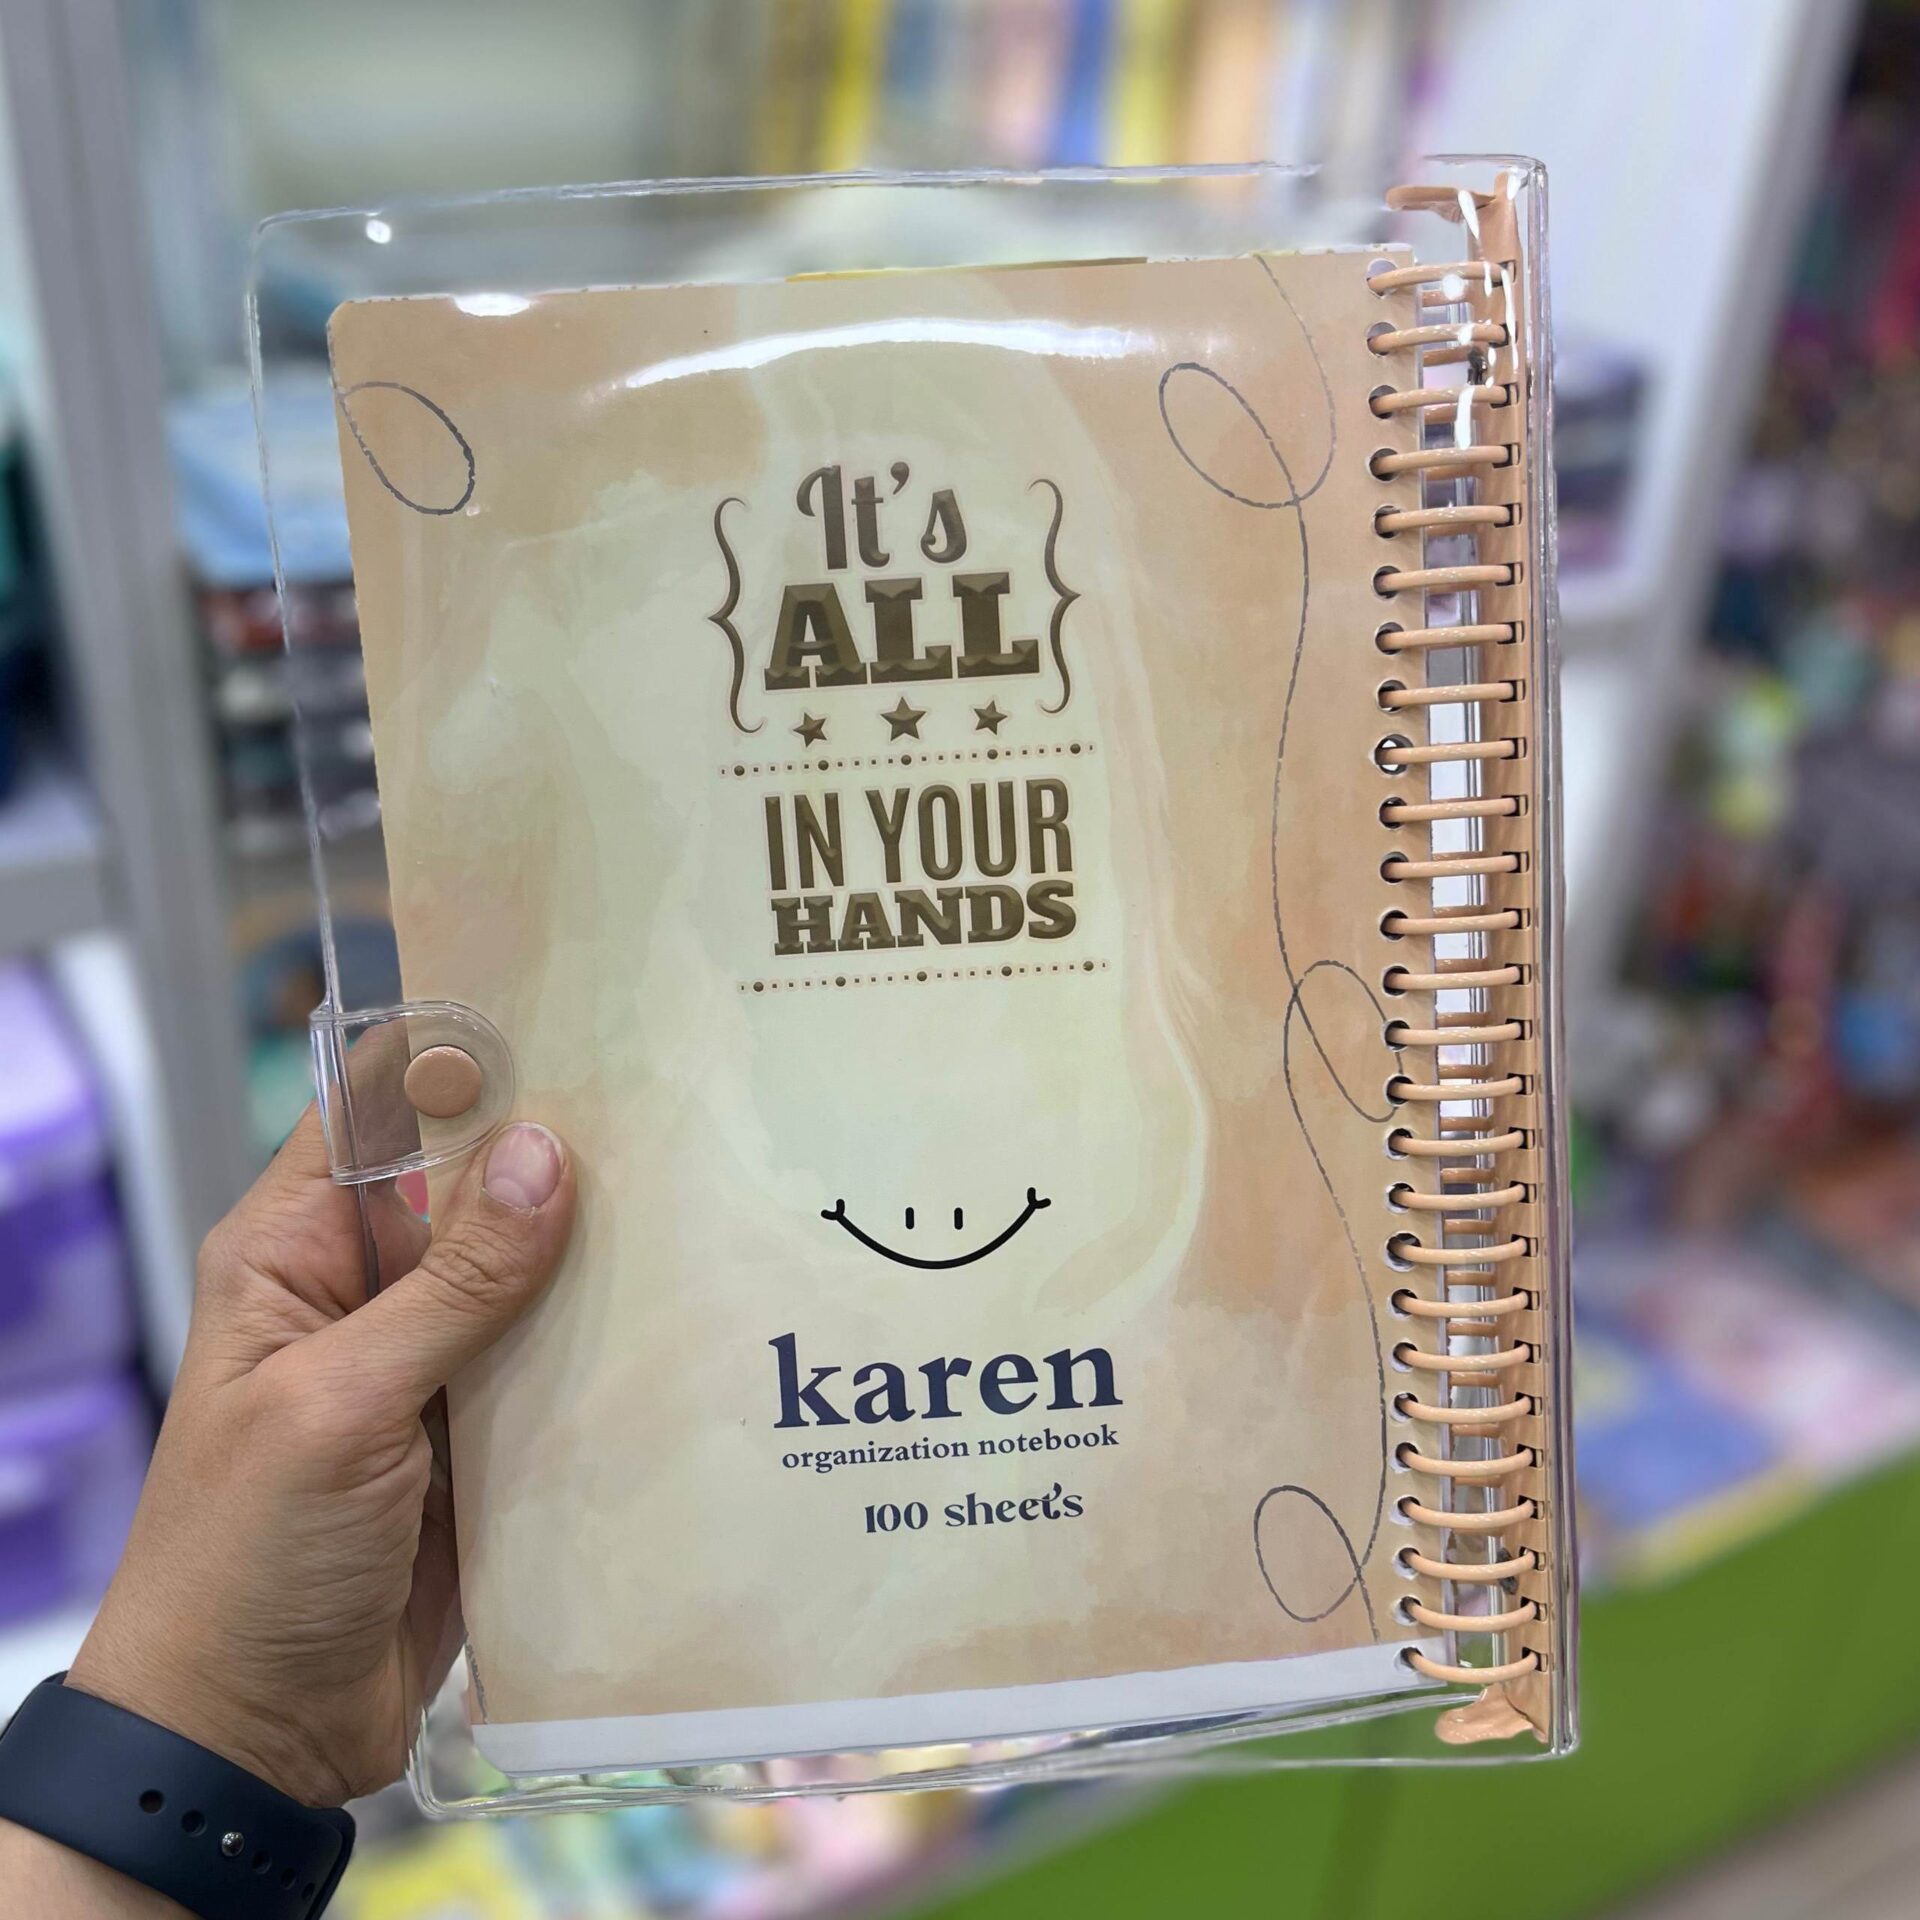 It's
ALL
IN YOUR
HANDS
karen
organization notebook
100 sheets